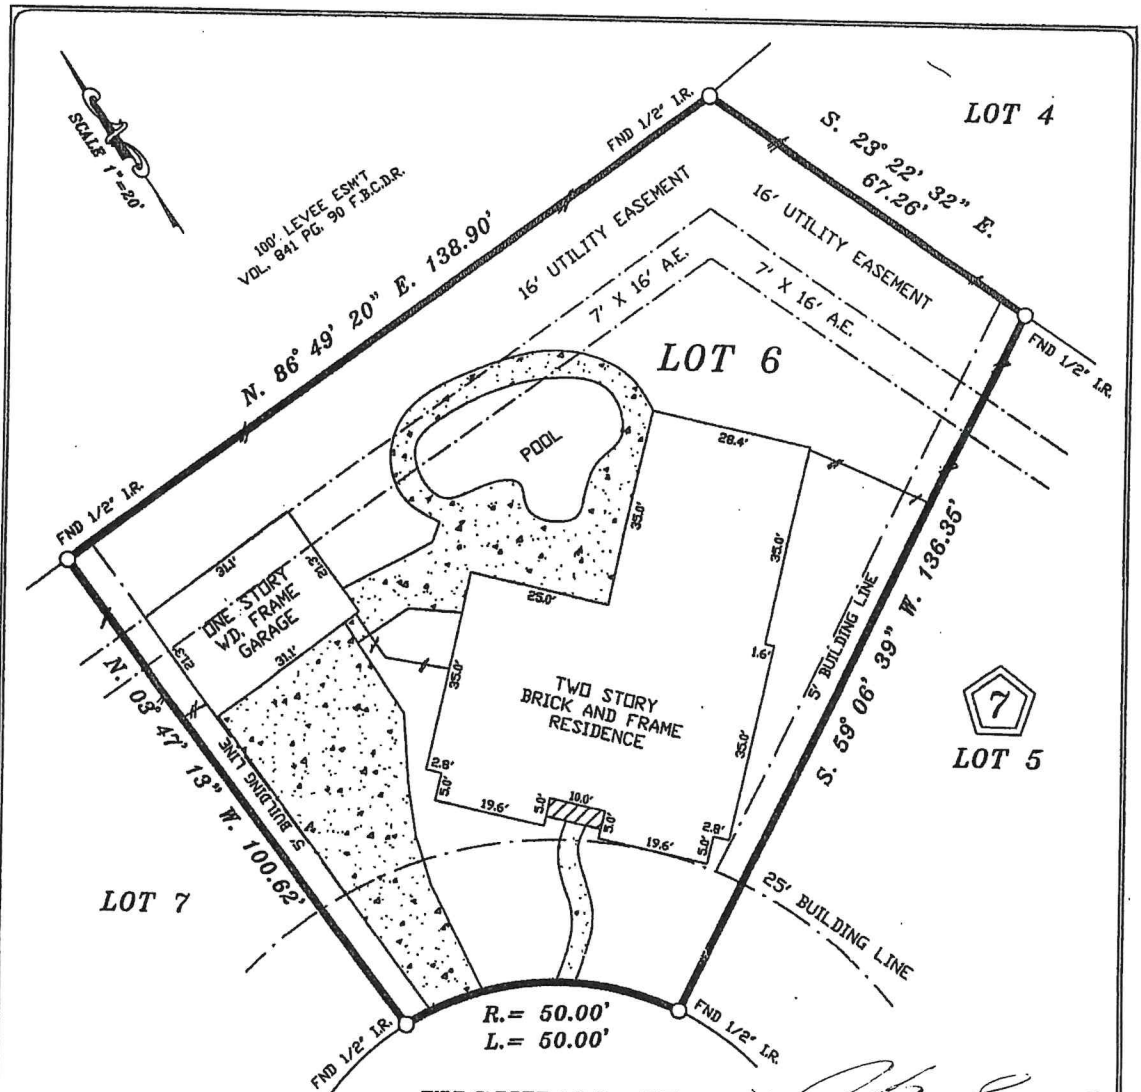 SCALE 1"=20'
100' LEVEE ESM'T
VOL. 841 PG. 90 F.B.C.D.R.
FND 1/2" I.R.
LOT 4
S. 23° 22' 32" E.
67.26'
N. 86° 49' 20" E. 138.90'
16' UTILITY EASEMENT
16' UTILITY EASEMENT
7' X 16' A.E.
7' X 16' A.E.
FND 1/2" I.R.
LOT 6
POOL
28.4'
35.0'
35.0'
FND 1/2" I.R.
31.1'
21.3'
ONE STORY
WD. FRAME
GARAGE
21.3'
31.1'
25.0'
35.0'
1.6'
TWO STORY
BRICK AND FRAME
RESIDENCE
35.0'
5' BUILDING LINE
S. 59° 06' 39" W. 136.35'
7
LOT 5
N. 03° 47' 13" W. 100.62'
5' BUILDING LINE
2.8'
5.0'
19.6'
5.0'
10.0'
5.0'
19.6'
2.8'
5.0'
25' BUILDING LINE
LOT 7
R.= 50.00'
L.= 50.00'
FND 1/2" I.R.
FND 1/2" I.R.